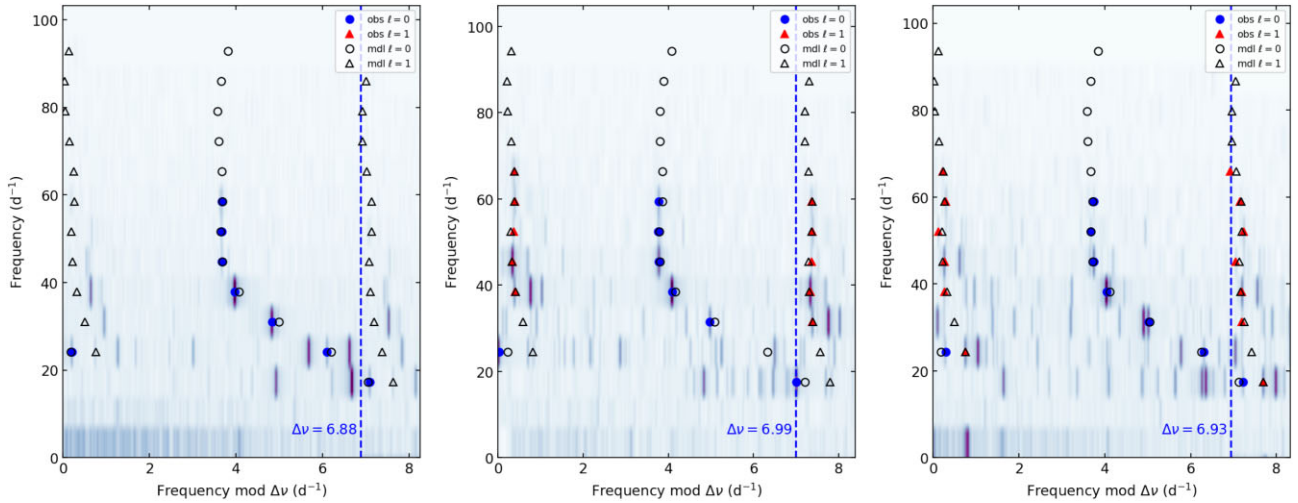 100
80
60
40
20
0
Frequency (d⁻¹)
obs ℓ = 0
obs ℓ = 1
mdl ℓ = 0
mdl ℓ = 1
Δν = 6.88
0 2 4 6 8
Frequency mod Δν (d⁻¹)
100
80
60
40
20
0
Frequency (d⁻¹)
obs ℓ = 0
obs ℓ = 1
mdl ℓ = 0
mdl ℓ = 1
Δν = 6.99
0 2 4 6 8
Frequency mod Δν (d⁻¹)
100
80
60
40
20
0
Frequency (d⁻¹)
obs ℓ = 0
obs ℓ = 1
mdl ℓ = 0
mdl ℓ = 1
Δν = 6.93
0 2 4 6 8
Frequency mod Δν (d⁻¹)